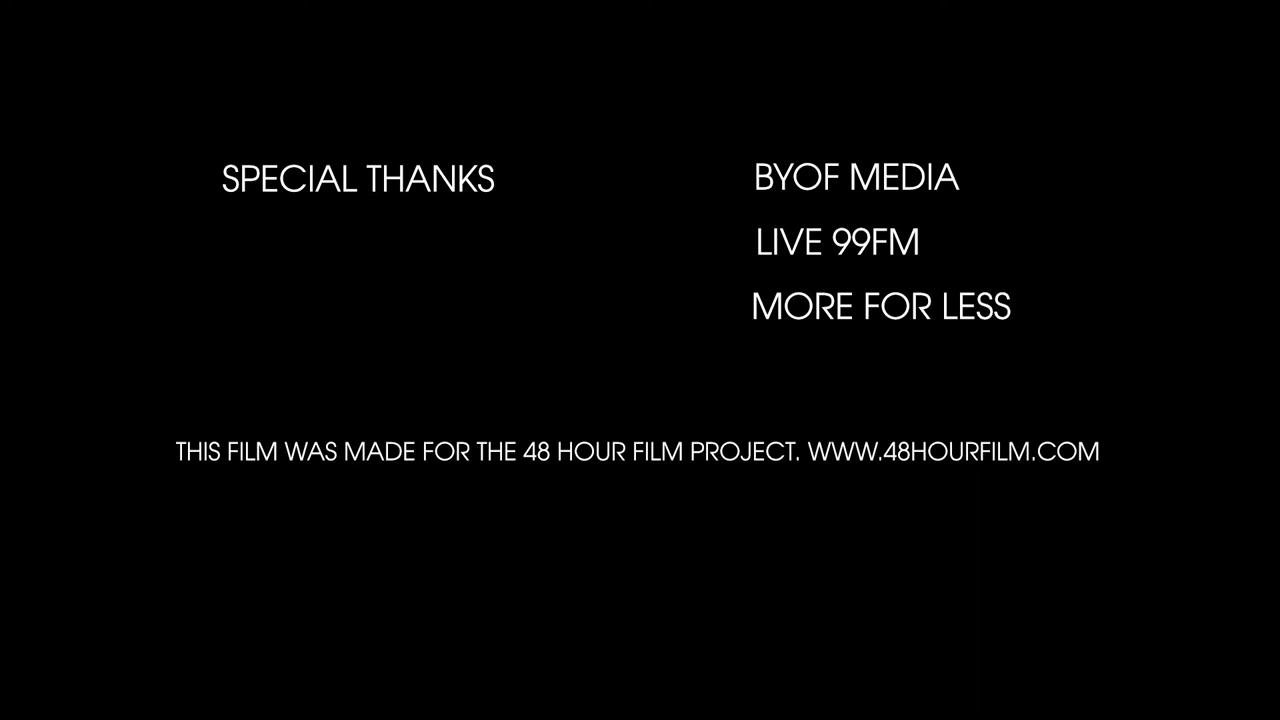 SPECIAL THANKS
BYOF MEDIA
LIVE 99FM
MORE FOR LESS
THIS FILM WAS MADE FOR THE 48 HOUR FILM PROJECT. WWW.48HOURFILM.COM